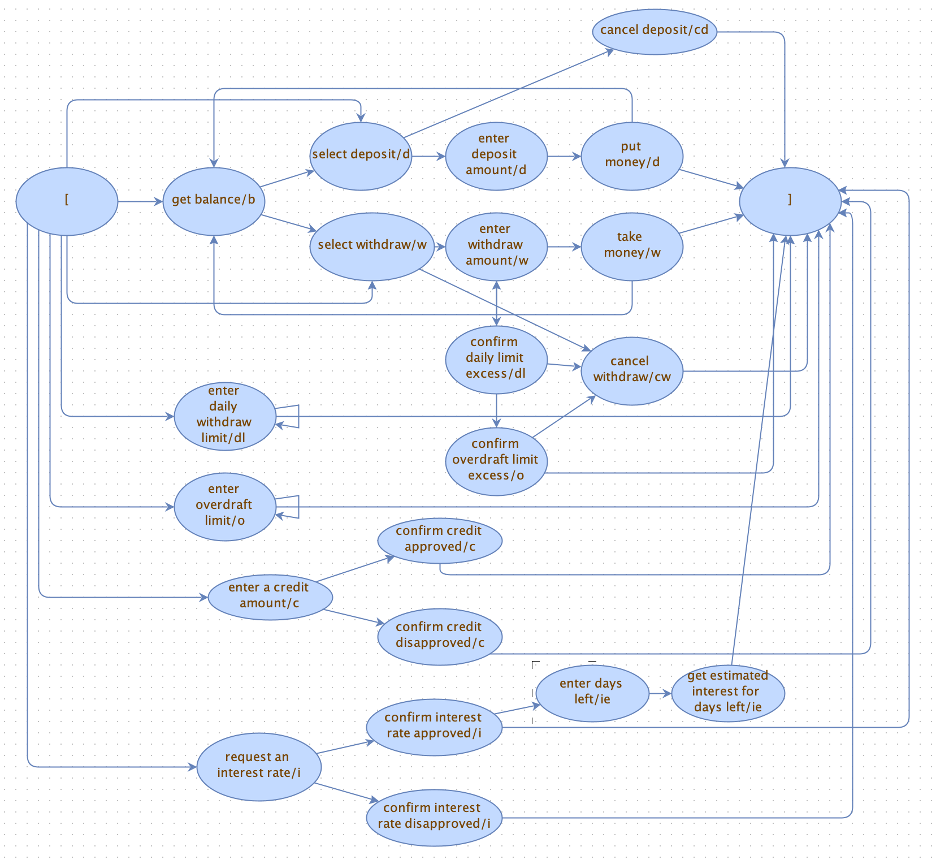 cancel deposit/cd
select deposit/d
enter
deposit
amount/d
put
money/d
[
get balance/b
]
select withdraw/w
enter
withdraw
amount/w
take
money/w
confirm
daily limit
excess/dl
cancel
withdraw/cw
enter
daily
withdraw
limit/dl
confirm
overdraft limit
excess/o
enter
overdraft
limit/o
confirm credit
approved/c
enter a credit
amount/c
confirm credit
disapproved/c
enter days
left/ie
get estimated
interest for
days left/ie
confirm interest
rate approved/i
request an
interest rate/i
confirm interest
rate disapproved/i